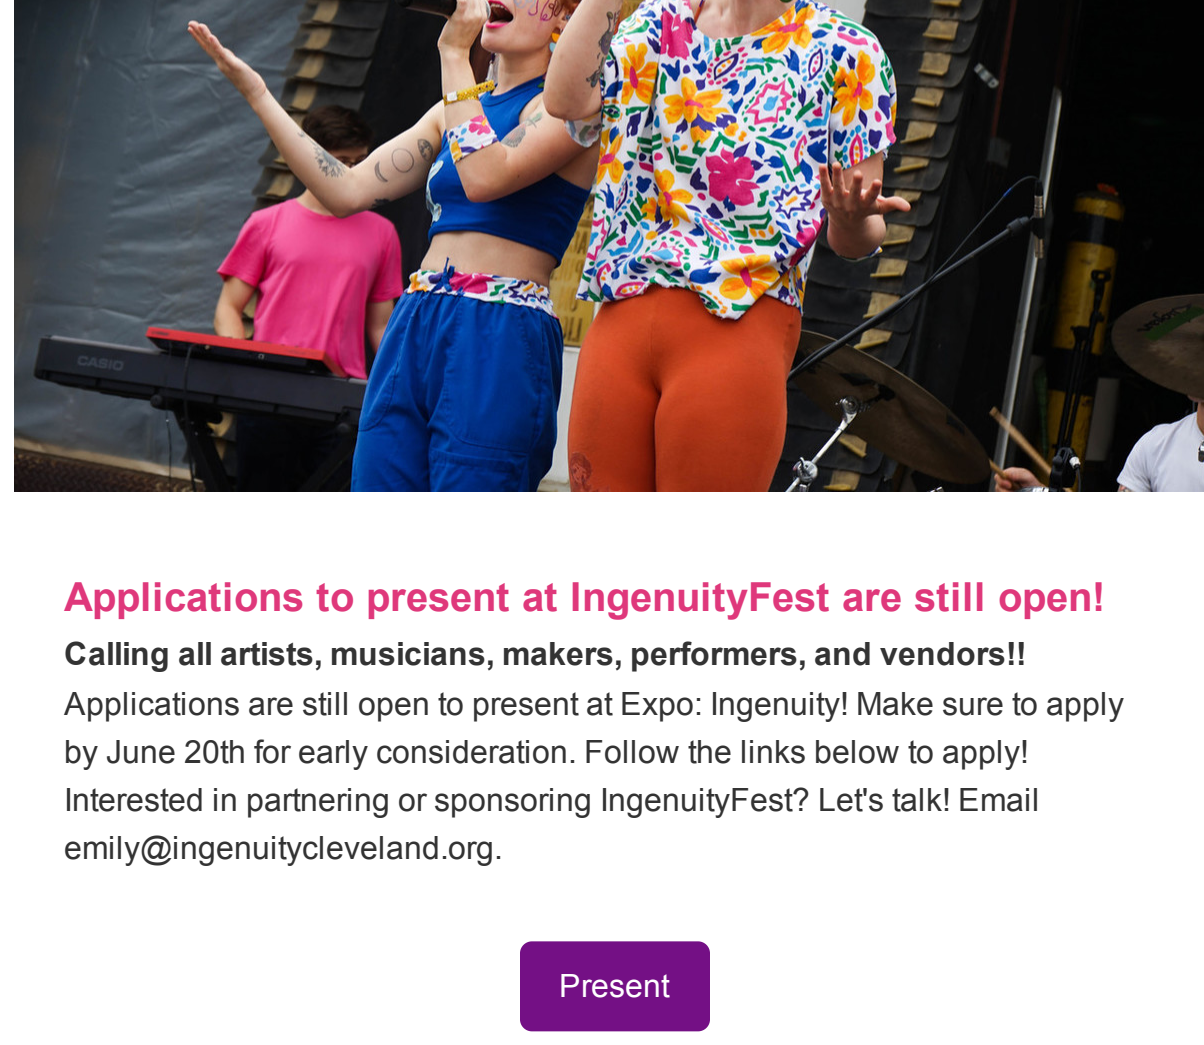 CASIO
Applications to present at IngenuityFest are still open!
Calling all artists, musicians, makers, performers, and vendors!!
Applications are still open to present at Expo: Ingenuity! Make sure to apply
by June 20th for early consideration. Follow the links below to apply!
Interested in partnering or sponsoring IngenuityFest? Let's talk! Email
emily@ingenuitycleveland.org.
Present